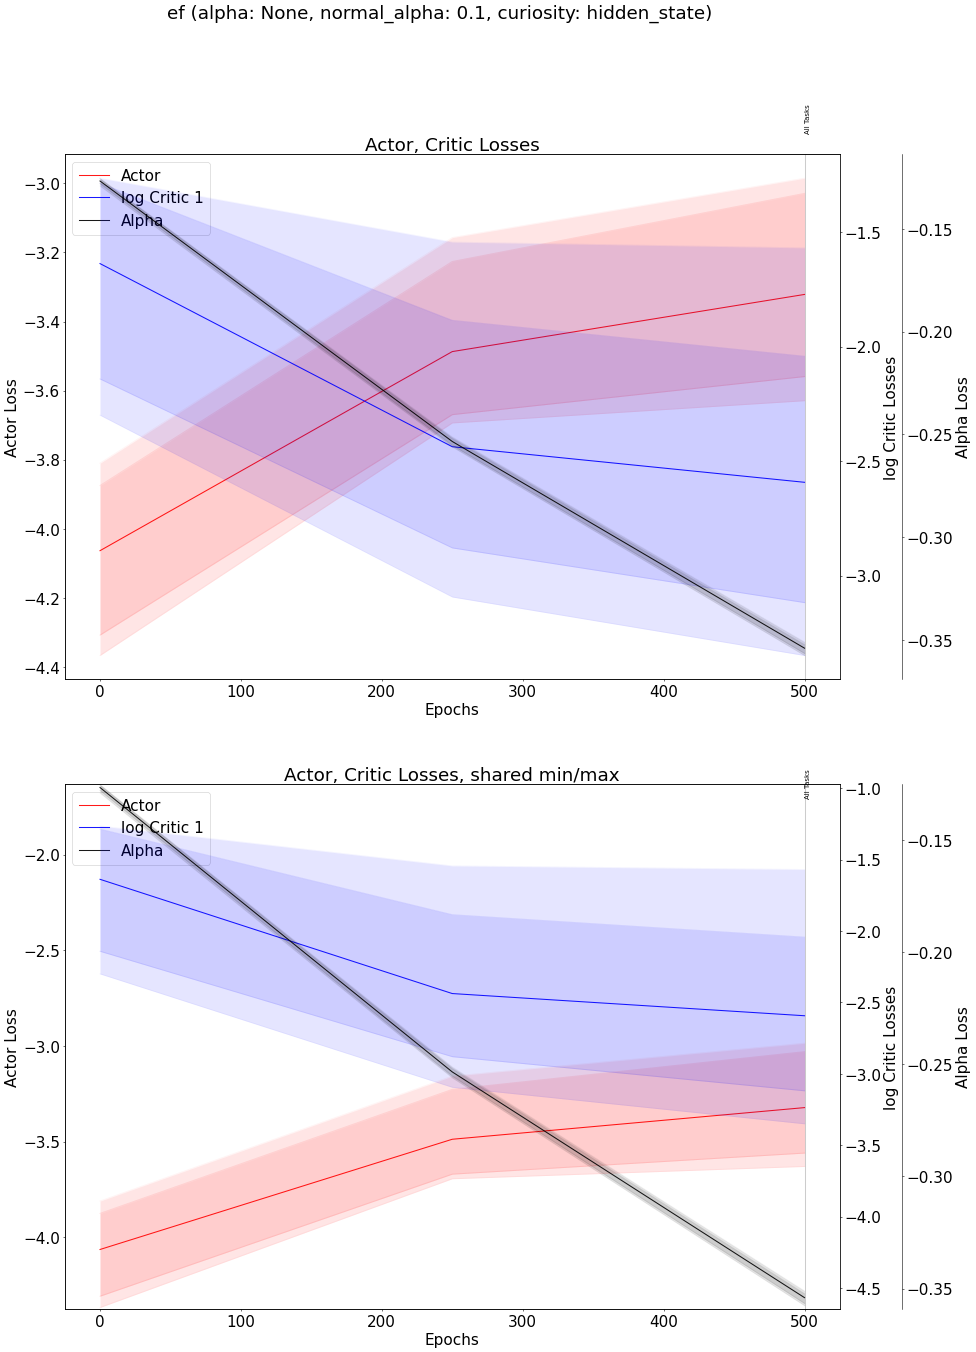 ef (alpha: None, normal_alpha: 0.1, curiosity: hidden_state)
All Tasks
Actor, Critic Losses
Actor
log Critic 1
Alpha
−3.0
−3.2
−3.4
−3.6
−3.8
−4.0
−4.2
−4.4
Actor Loss
0
100
200
300
400
500
Epochs
−1.5
−2.0
−2.5
−3.0
log Critic Losses
−0.15
−0.20
−0.25
−0.30
−0.35
Alpha Loss
All Tasks
Actor, Critic Losses, shared min/max
Actor
log Critic 1
Alpha
−2.0
−2.5
−3.0
−3.5
−4.0
Actor Loss
0
100
200
300
400
500
Epochs
−1.0
−1.5
−2.0
−2.5
−3.0
−3.5
−4.0
−4.5
log Critic Losses
−0.15
−0.20
−0.25
−0.30
−0.35
Alpha Loss